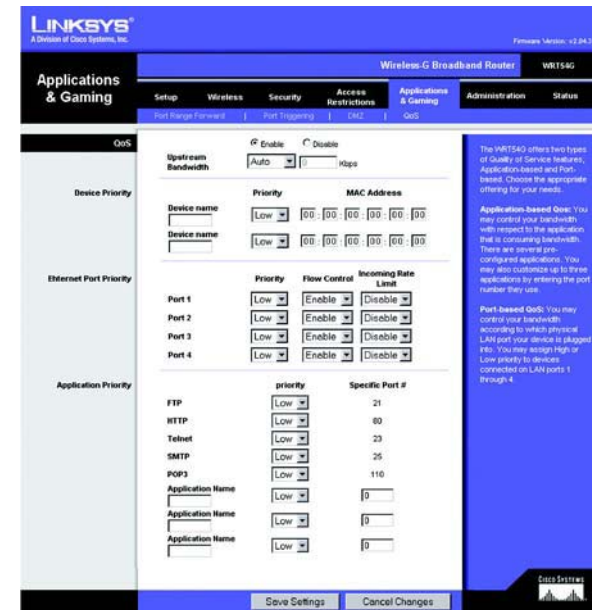 LINKSYS®
A Division of Cisco Systems, Inc.
Firmware Version: v2.04.3
Wireless-G Broadband Router WRT54G
Applications & Gaming
Setup Wireless Security Access Restrictions Applications & Gaming Administration Status
Port Range Forward | Port Triggering | DMZ | QoS
QoS
Enable Disable
Upstream Bandwidth Auto 0 Kbps
Device Priority
Priority MAC Address
Device name
Low 00 : 00 : 00 : 00 : 00 : 00
Device name
Low 00 : 00 : 00 : 00 : 00 : 00
Ehternet Port Priority
Priority Flow Control Incoming Rate Limit
Port 1 Low Enable Disable
Port 2 Low Enable Disable
Port 3 Low Enable Disable
Port 4 Low Enable Disable
Application Priority
priority Specific Port #
FTP Low 21
HTTP Low 80
Telnet Low 23
SMTP Low 25
POP3 Low 110
Application Name
Low 0
Application Name
Low 0
Application Name
Low 0
Save Settings Cancel Changes
The WRT54G offers two types
of Quality of Service features,
Application-based and Port-
based. Choose the appropriate
offering for your needs.
Application-based Qos: You
may control your bandwidth
with respect to the application
that is consuming bandwidth.
There are several pre-
configured applications. You
may also customize up to three
applications by entering the port
number they use.
Port-based QoS: You may
control your bandwidth
according to which physical
LAN port your device is plugged
into. You may assign High or
Low priority to devices
connected on LAN ports 1
through 4.
CISCO SYSTEMS